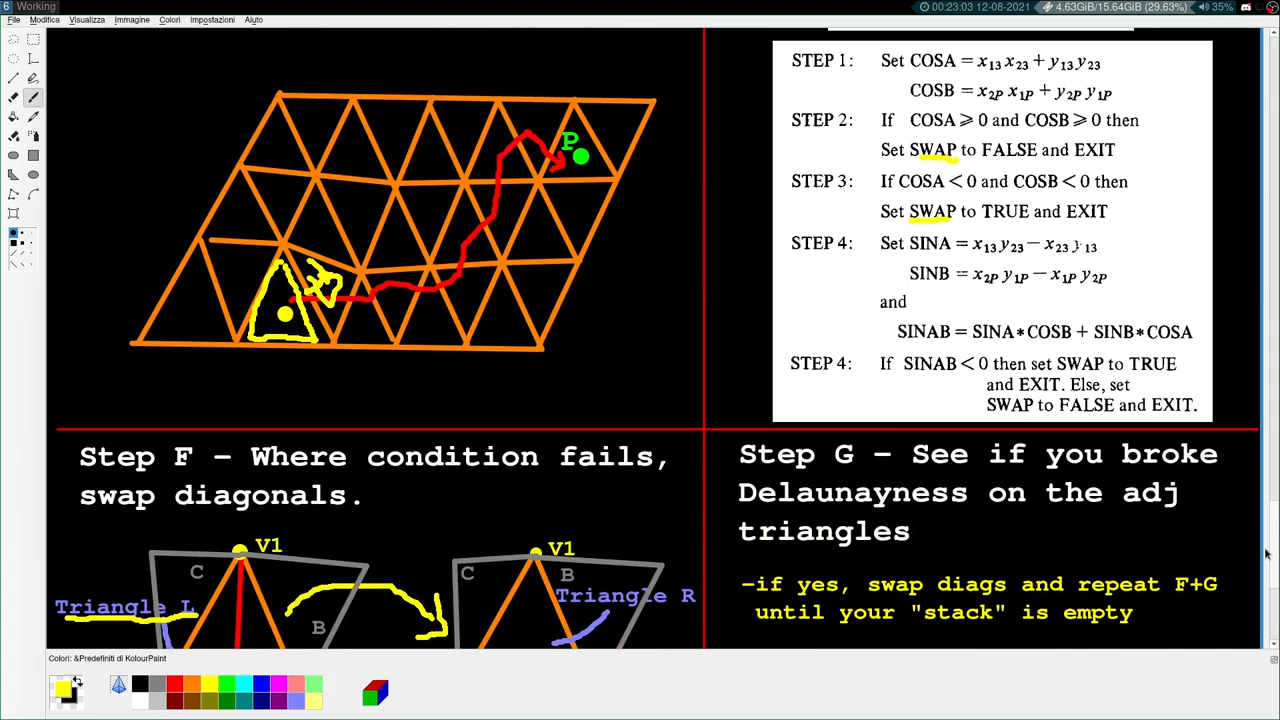 6 Working
00:23:03 12-08-2021
4.63GiB/15.64GiB (29.63%)
35%
File Modifica Visualizza Immagine Colori Impostazioni Aiuto
P
STEP 1: Set COSA = x₁₃ x₂₃ + y₁₃ y₂₃
COSB = x₂P x₁P + y₂P y₁P
STEP 2: If COSA ⩾ 0 and COSB ⩾ 0 then
Set SWAP to FALSE and EXIT
STEP 3: If COSA < 0 and COSB < 0 then
Set SWAP to TRUE and EXIT
STEP 4: Set SINA = x₁₃ y₂₃ − x₂₃ y₁₃
SINB = x₂P y₁P − x₁P y₂P
and
SINAB = SINA*COSB + SINB*COSA
STEP 4: If SINAB < 0 then set SWAP to TRUE
and EXIT. Else, set
SWAP to FALSE and EXIT.
Step F - Where condition fails,
swap diagonals.
V1
C
Triangle L
B
V1
C
B
Triangle R
Step G - See if you broke
Delaunayness on the adj
triangles
-if yes, swap diags and repeat F+G
until your "stack" is empty
Colori: &Predefiniti di KolourPaint